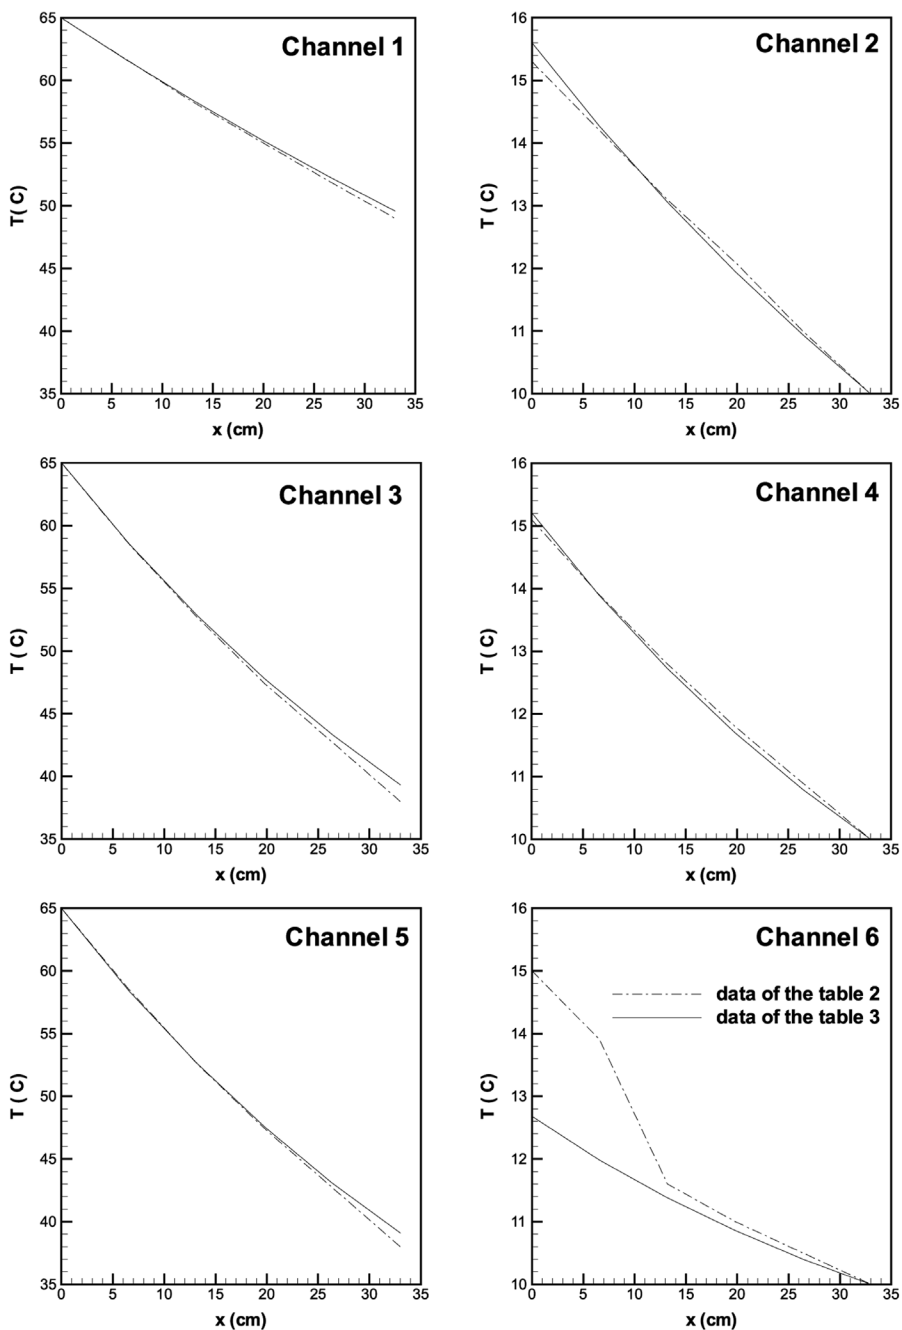 Channel 1
65
60
55
50
45
40
35
T( C)
0 5 10 15 20 25 30 35
x (cm)
Channel 2
16
15
14
13
12
11
10
T ( C)
0 5 10 15 20 25 30 35
x (cm)
Channel 3
65
60
55
50
45
40
35
T ( C)
0 5 10 15 20 25 30 35
x (cm)
Channel 4
16
15
14
13
12
11
10
T ( C)
0 5 10 15 20 25 30 35
x (cm)
Channel 5
65
60
55
50
45
40
35
T ( C)
0 5 10 15 20 25 30 35
x (cm)
Channel 6
data of the table 2
data of the table 3
16
15
14
13
12
11
10
T ( C)
0 5 10 15 20 25 30 35
x (cm)